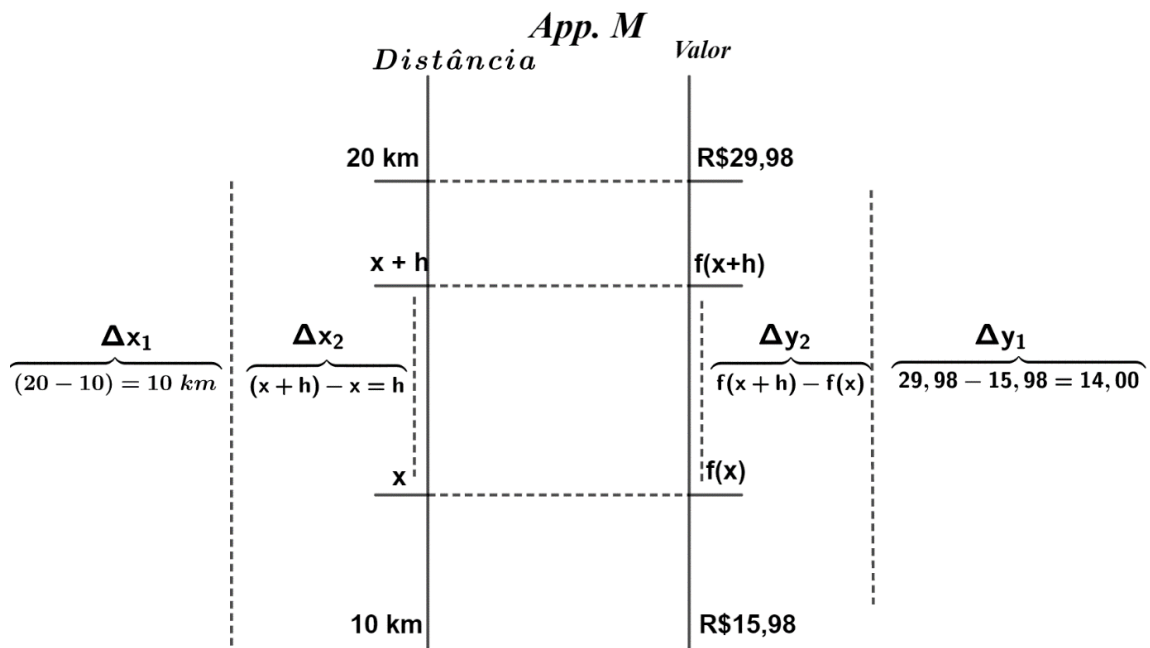 App. M
Distância Valor
20 km R$29,98
x + h f(x+h)
Δx₁ Δx₂ Δy₂ Δy₁
(20 − 10) = 10 km (x + h) − x = h f(x + h) − f(x) 29,98 − 15,98 = 14,00
x f(x)
10 km R$15,98